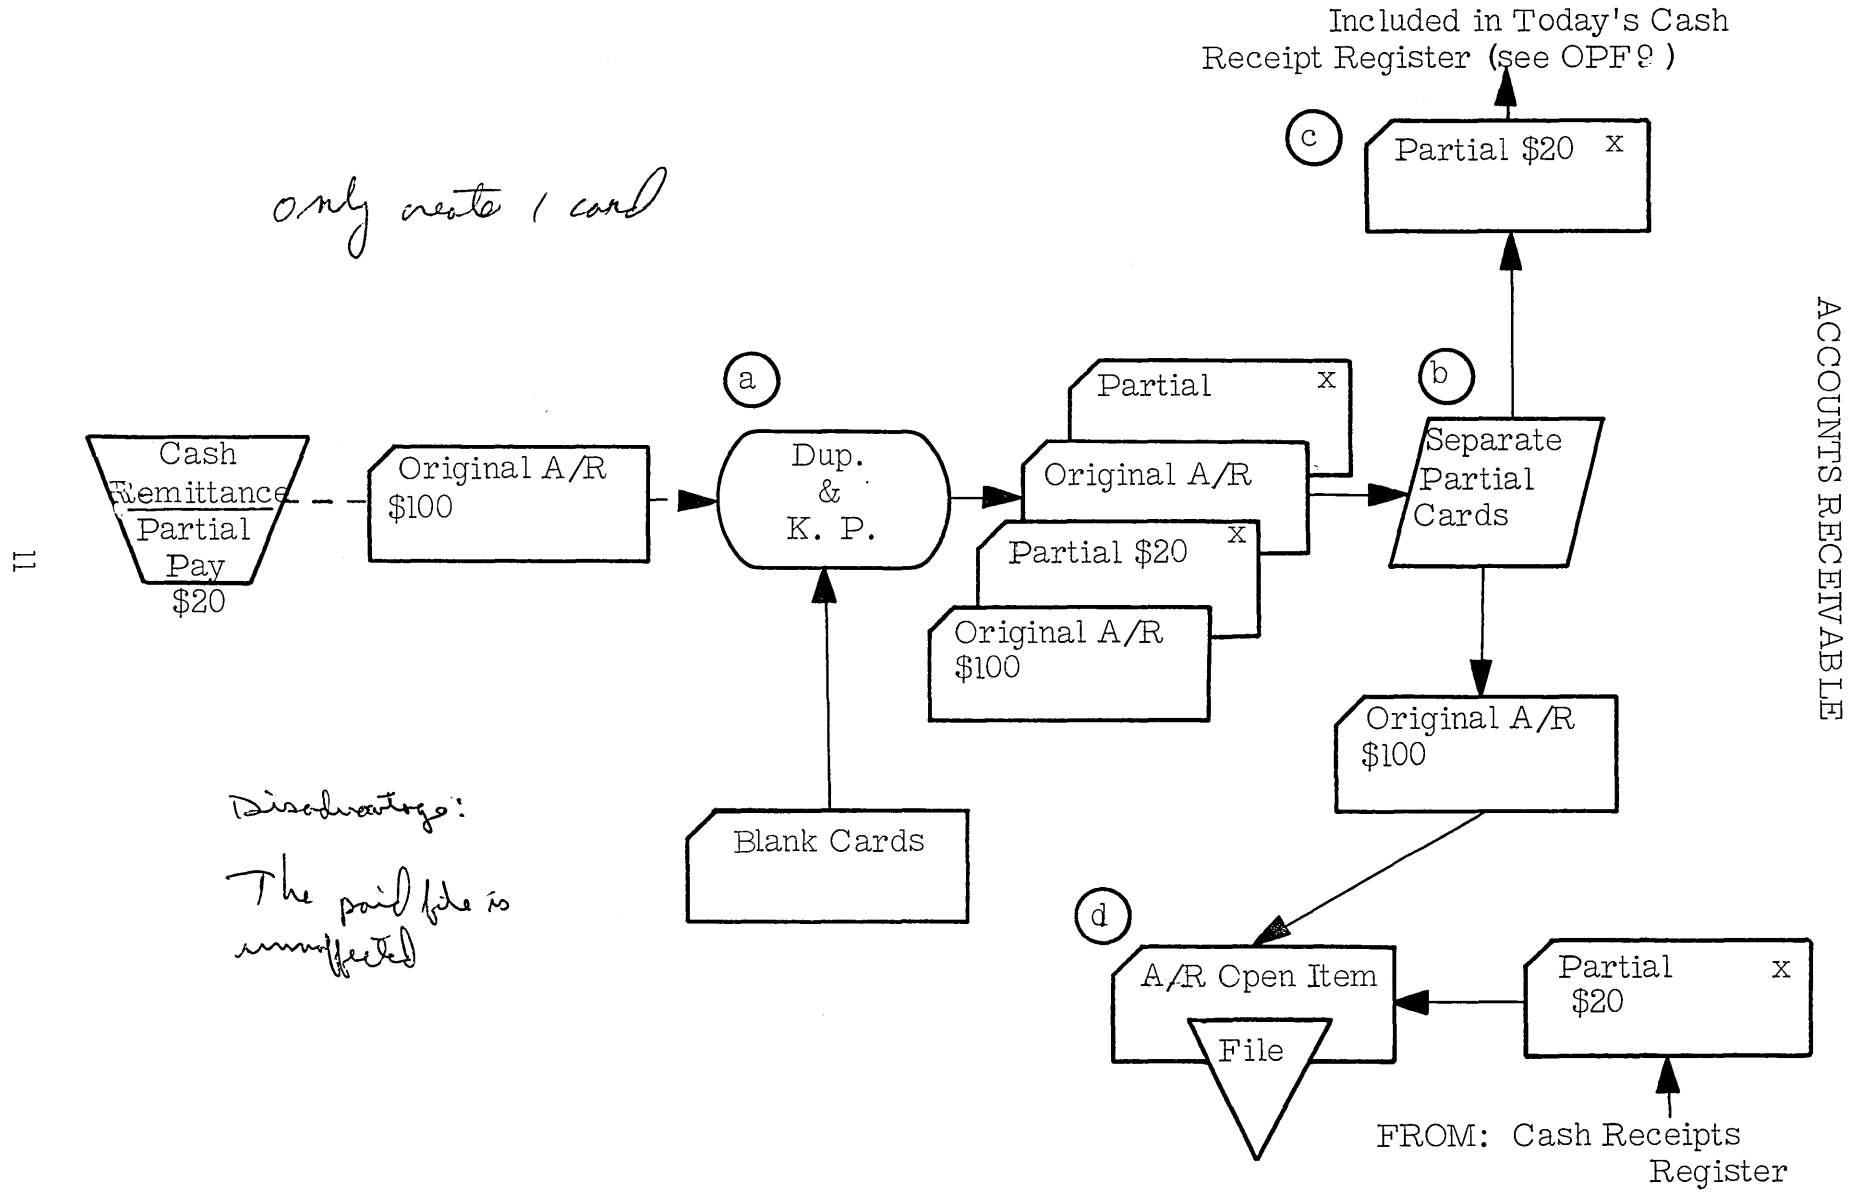 Included in Today's Cash
Receipt Register (see OPF 9 )
c
Partial $20 x
only create 1 card
a
b
Cash
Remittance
Partial
Pay
$20
Original A/R
$100
Dup.
&
K. P.
Partial x
Original A/R
Partial $20 x
Original A/R
$100
Separate
Partial
Cards
Original A/R
$100
Disadvantage:
The paid file is
unnaffected
Blank Cards
d
A/R Open Item
File
Partial x
$20
FROM: Cash Receipts
Register
ACCOUNTS RECEIVABLE
11